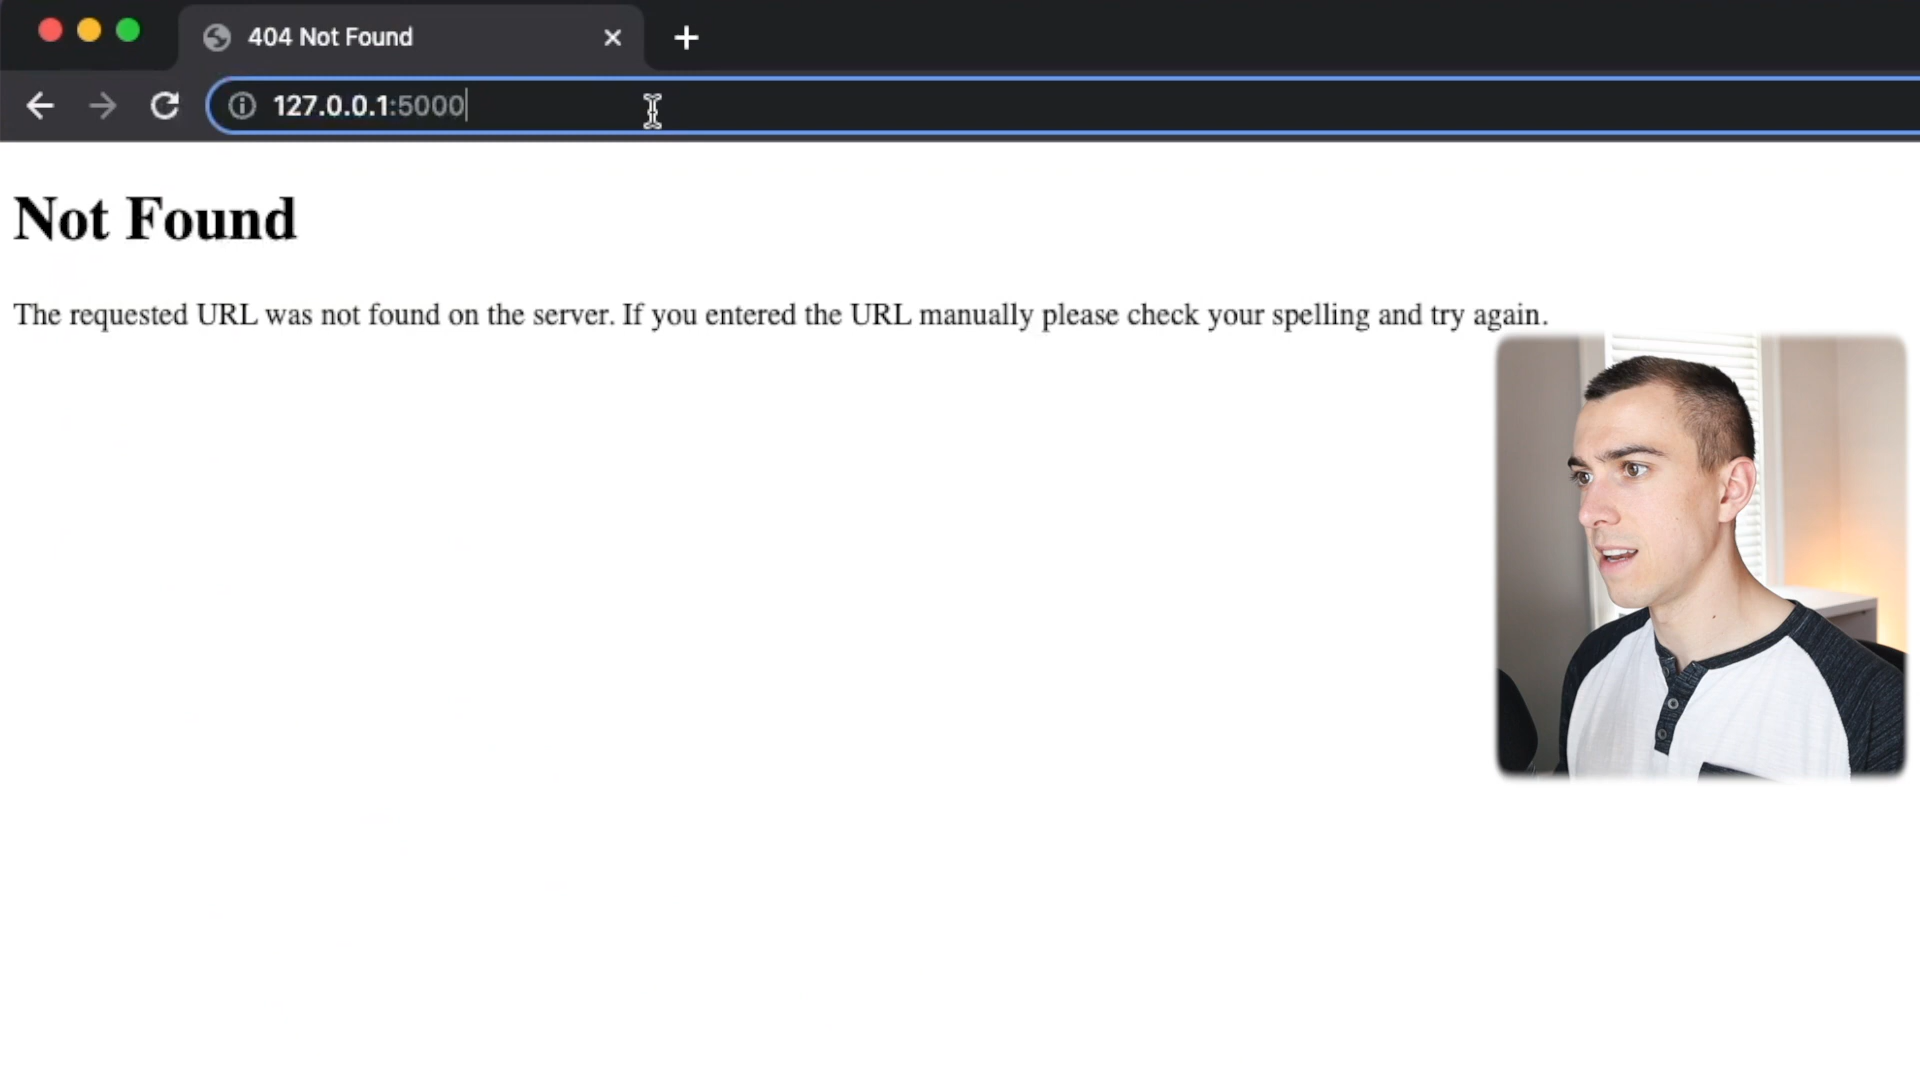 404 Not Found
127.0.0.1:5000
Not Found
The requested URL was not found on the server. If you entered the URL manually please check your spelling and try again.